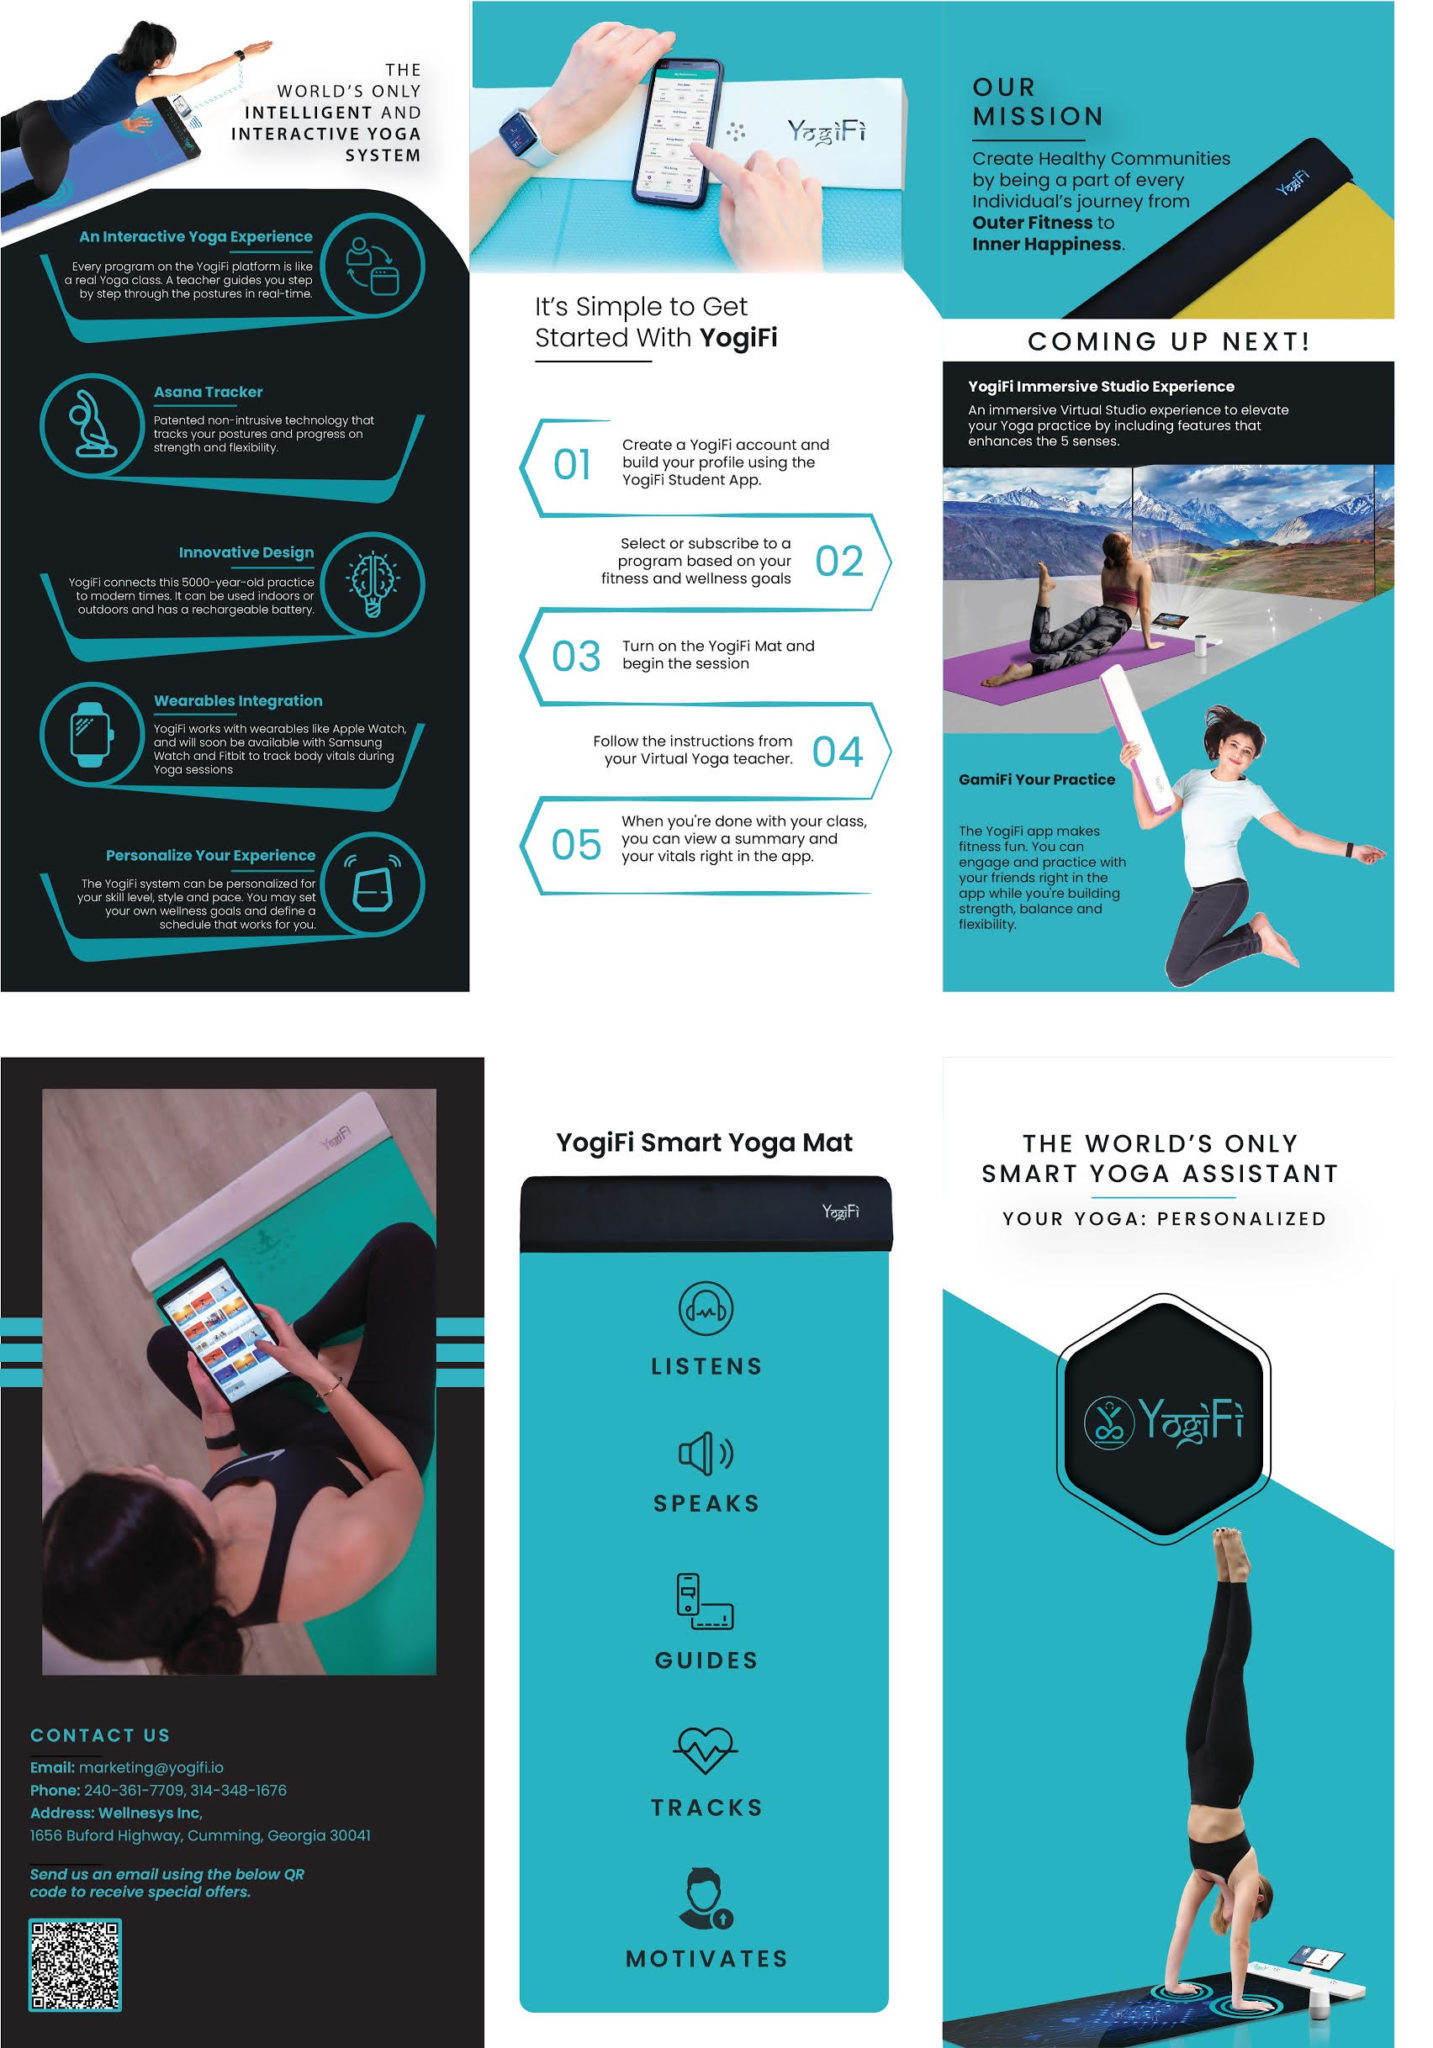 THE
WORLD'S ONLY
INTELLIGENT AND
INTERACTIVE YOGA
SYSTEM
An Interactive Yoga Experience
Every program on the YogiFi platform is like
a real Yoga class. A teacher guides you step
by step through the postures in real-time.
Asana Tracker
Patented non-intrusive technology that
tracks your postures and progress on
strength and flexibility.
Innovative Design
YogiFi connects this 5000-year-old practice
to modern times. It can be used indoors or
outdoors and has a rechargeable battery.
Wearables Integration
YogiFi works with wearables like Apple Watch,
and will soon be available with Samsung
Watch and Fitbit to track body vitals during
Yoga sessions
Personalize Your Experience
The YogiFi system can be personalized for
your skill level, style and pace. You may set
your own wellness goals and define a
schedule that works for you.
YogiFi
It's Simple to Get
Started With YogiFi
01
Create a YogiFi account and
build your profile using the
YogiFi Student App.
Select or subscribe to a
program based on your
fitness and wellness goals
02
03
Turn on the YogiFi Mat and
begin the session
Follow the instructions from
your Virtual Yoga teacher.
04
05
When you're done with your class,
you can view a summary and
your vitals right in the app.
OUR
MISSION
Create Healthy Communities
by being a part of every
Individual's journey from
Outer Fitness to
Inner Happiness.
YogiFi
COMING UP NEXT!
YogiFi Immersive Studio Experience
An immersive Virtual Studio experience to elevate
your Yoga practice by including features that
enhances the 5 senses.
GamiFi Your Practice
The YogiFi app makes
fitness fun. You can
engage and practice with
your friends right in the
app while you're building
strength, balance and
flexibility.
YogiFi
YogiFi
CONTACT US
Email: marketing@yogifi.io
Phone: 240-361-7709, 314-348-1676
Address: Wellnesys Inc,
1656 Buford Highway, Cumming, Georgia 30041
Send us an email using the below QR
code to receive special offers.
YogiFi Smart Yoga Mat
YogiFi
LISTENS
SPEAKS
GUIDES
TRACKS
MOTIVATES
THE WORLD'S ONLY
SMART YOGA ASSISTANT
YOUR YOGA: PERSONALIZED
YogiFi
YogiFi